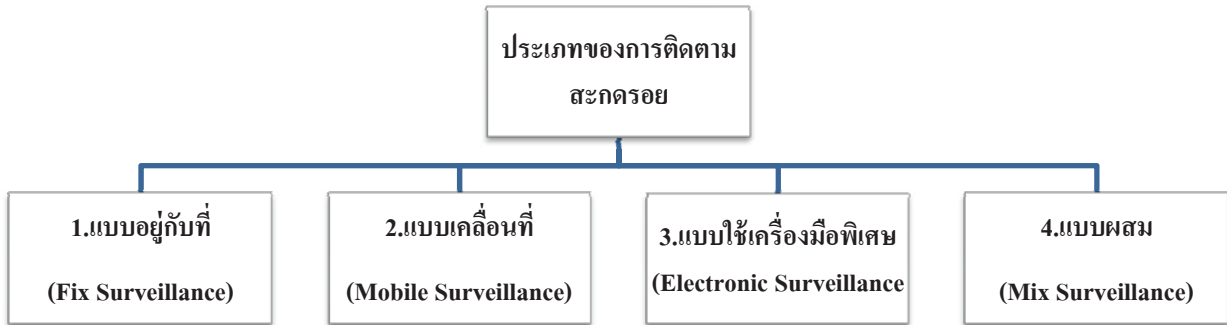 ประเภทของการติดตาม
สะกดรอย
1.แบบอยู่กับที่
(Fix Surveillance)
2.แบบเคลื่อนที่
(Mobile Surveillance)
3.แบบใช้เครื่องมือพิเศษ
(Electronic Surveillance
4.แบบผสม
(Mix Surveillance)